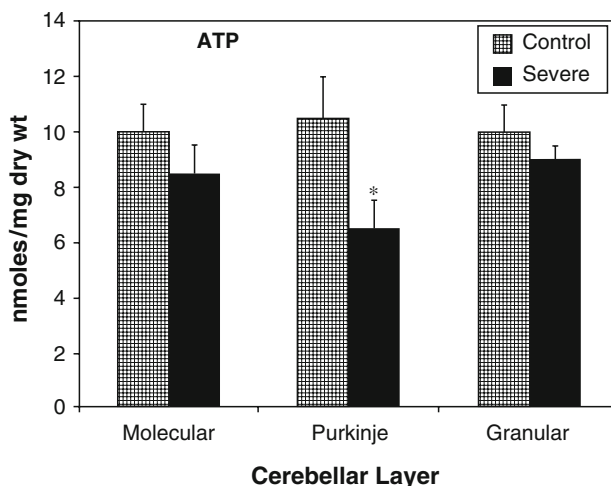 ATP
Control
Severe
nmoles/mg dry wt
14
12
10
8
6
4
2
0
*
Molecular
Purkinje
Granular
Cerebellar Layer